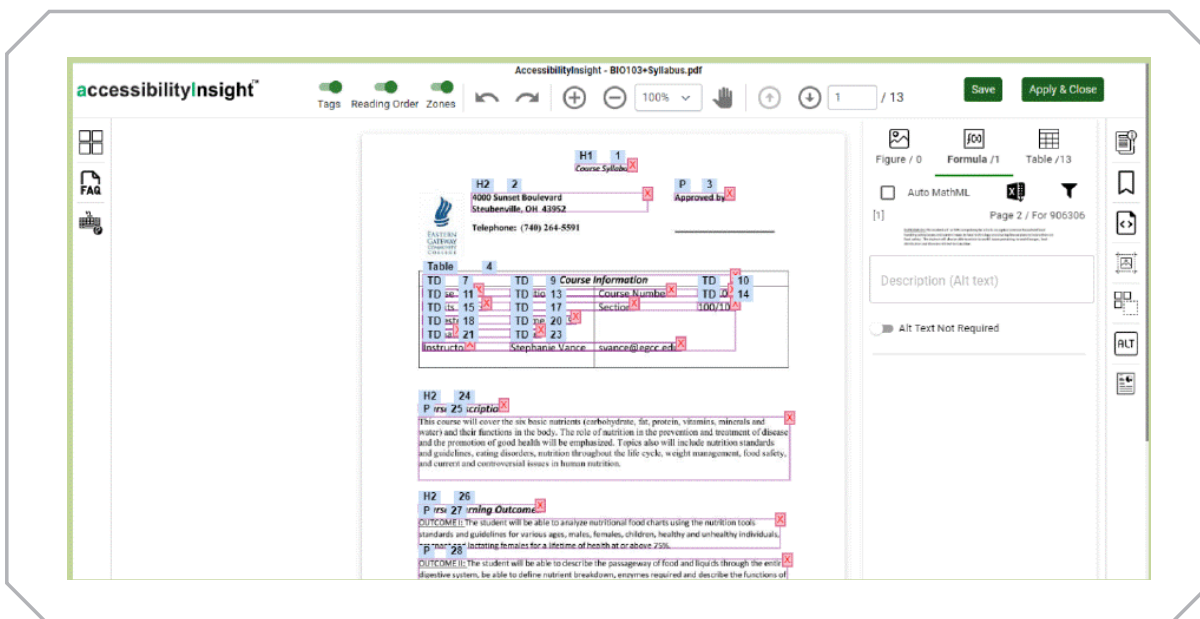 AccessibilityInsight - BIO103+Syllabus.pdf
accessibilityInsight™
Tags Reading Order Zones
100%
1 / 13
Save
Apply & Close
FAQ
Figure / 0 Formula /1 Table /13
Auto MathML
[1] Page 2 / For 906306
Description (Alt text)
Alt Text Not Required
ALT
H1 1
Course Syllabu
H2 2
4000 Sunset Boulevard
Steubenville, OH 43952
Telephone: (740) 264-5591
P 3
Approved by
EASTERN
GATEWAY
COMMUNITY
COLLEGE
Table 4
TD 7 TD 9 Course Information TD 10
TD 11 TD 13 Course Numbe TD 14
TD 15 TD 17 Section 100/10
TD 18 TD 20
TD 21 TD 23
Instructo Stephanie Vance svance@egcc.ed
H2 24
P 25
This course will cover the six basic nutrients (carbohydrate, fat, protein, vitamins, minerals and
water) and their functions in the body. The role of nutrition in the prevention and treatment of disease
and the promotion of good health will be emphasized. Topics also will include nutrition standards
and guidelines, eating disorders, nutrition throughout the life cycle, weight management, food safety,
and current and controversial issues in human nutrition.
H2 26
P 27 Outcome
OUTCOME I: The student will be able to analyze nutritional food charts using the nutrition tools
standards and guidelines for various ages, males, females, children, healthy and unhealthy individuals,
P 28 lactating females for a lifetime of health at or above 75%.
OUTCOME II: The student will be able to describe the passageway of food and liquids through the entir
digestive system, be able to define nutrient breakdown, enzymes required and describe the functions of